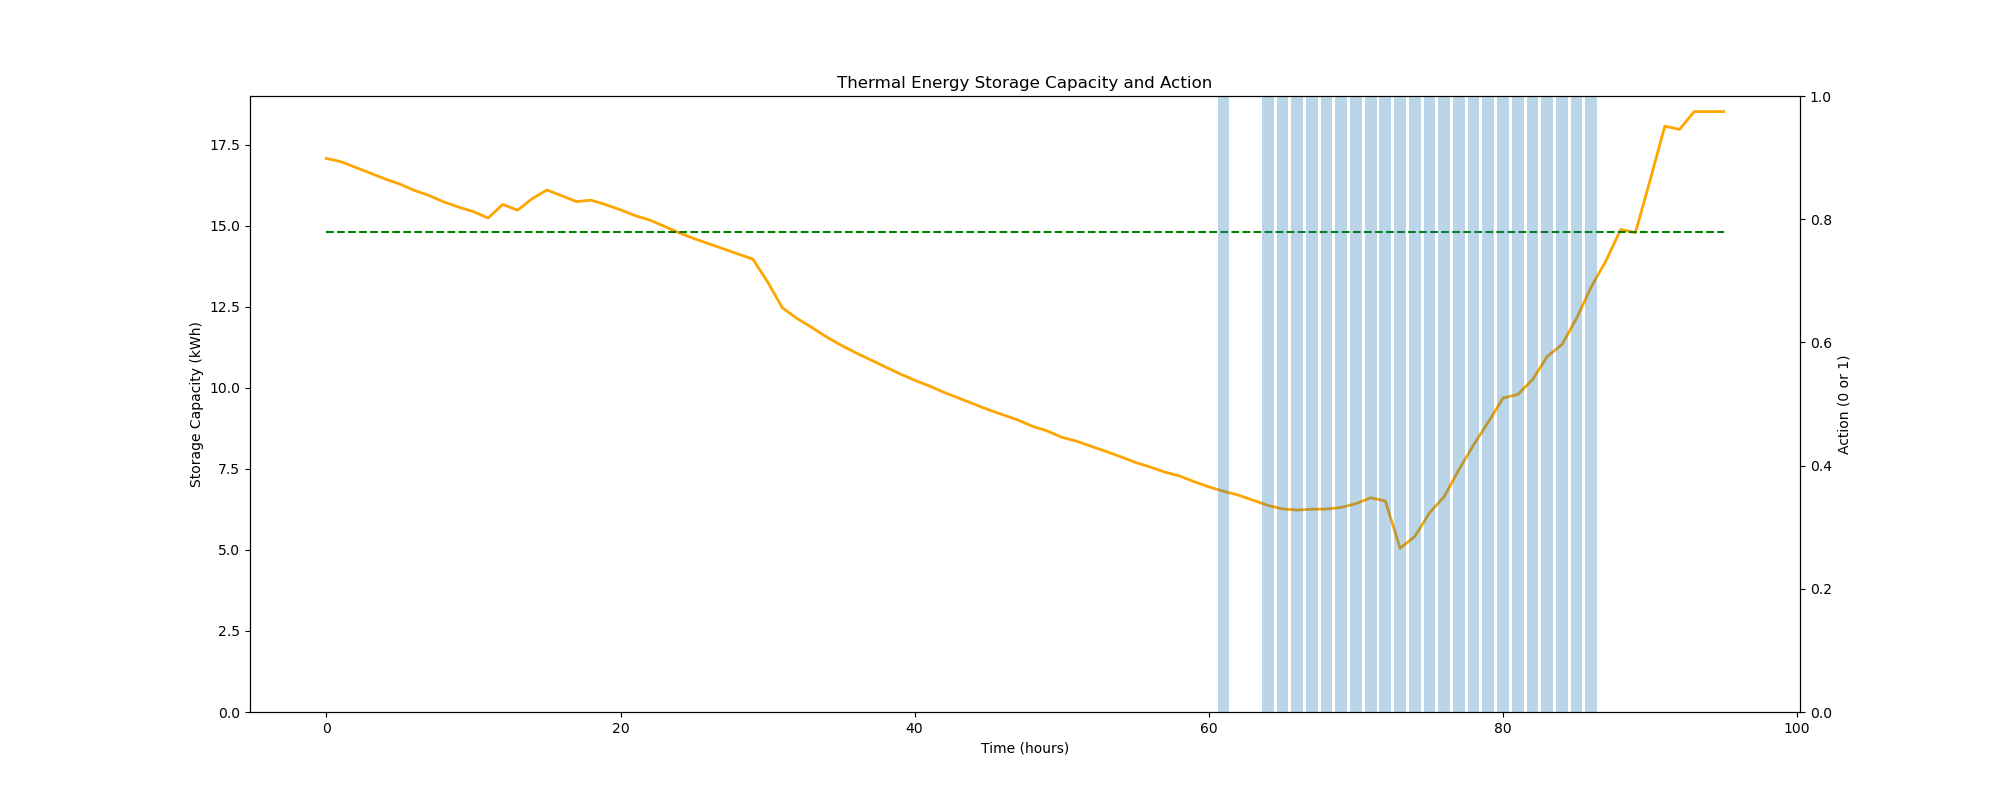 Thermal Energy Storage Capacity and Action
Storage Capacity (kWh)
17.5
15.0
12.5
10.0
7.5
5.0
2.5
0.0
1.0
0.8
0.6
0.4
0.2
0.0
Action (0 or 1)
0 20 40 60 80 100
Time (hours)